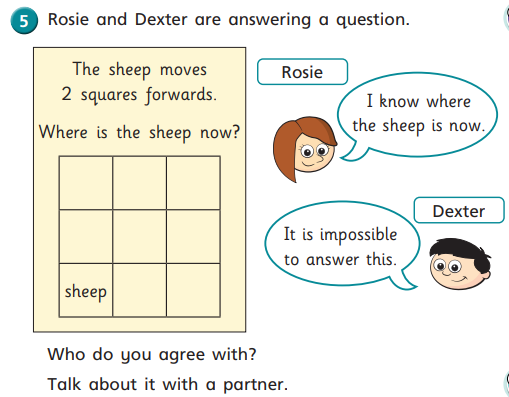 5 Rosie and Dexter are answering a question.
The sheep moves
2 squares forwards.
Where is the sheep now?
sheep
Rosie
I know where
the sheep is now.
Dexter
It is impossible
to answer this.
Who do you agree with?
Talk about it with a partner.